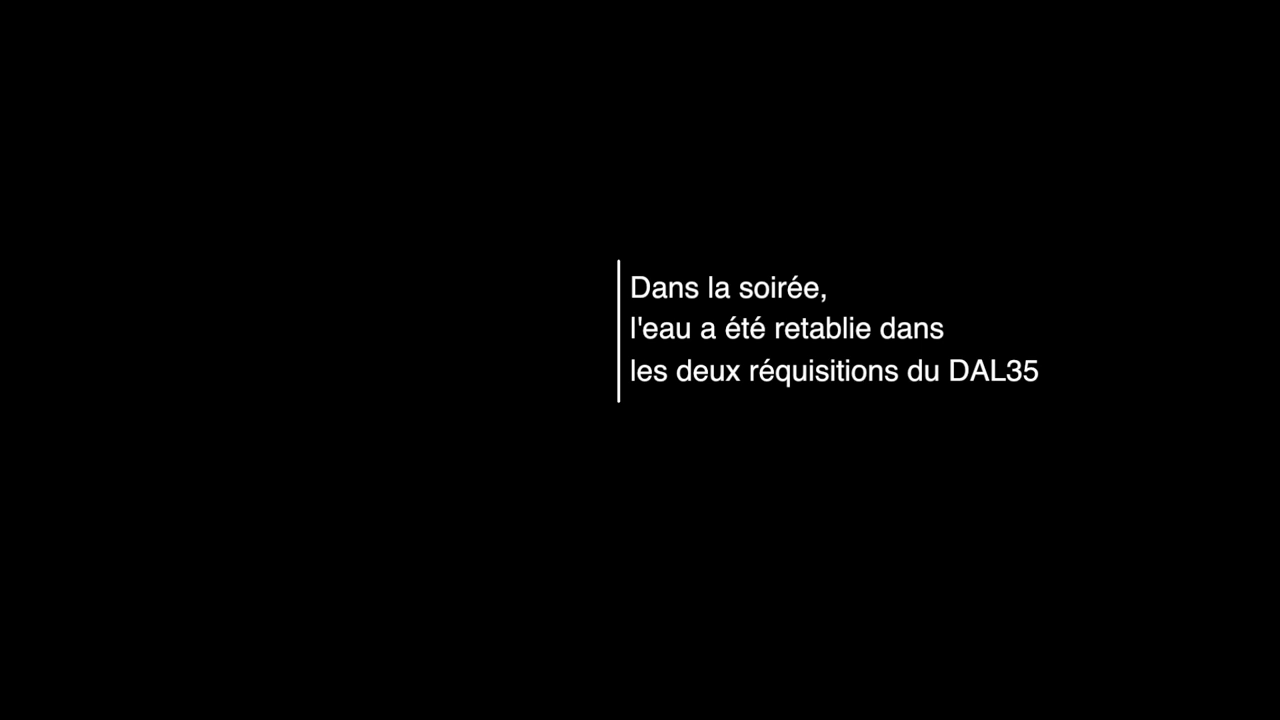 Dans la soirée,
l'eau a été retablie dans
les deux réquisitions du DAL35